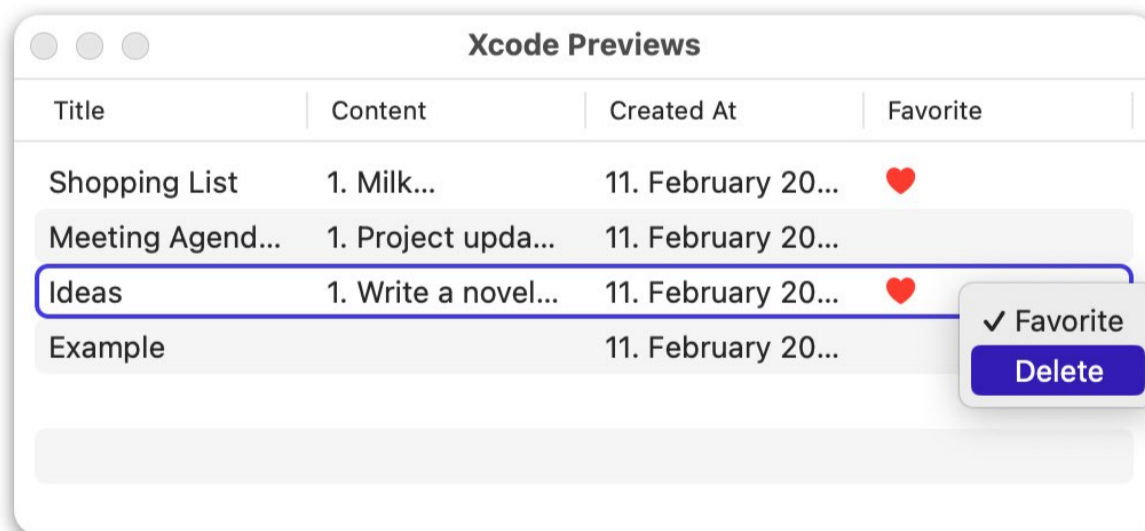 Xcode Previews
Title Content Created At Favorite
Shopping List 1. Milk... 11. February 20...
Meeting Agend... 1. Project upda... 11. February 20...
Ideas 1. Write a novel... 11. February 20...
✓ Favorite
Example 11. February 20...
Delete